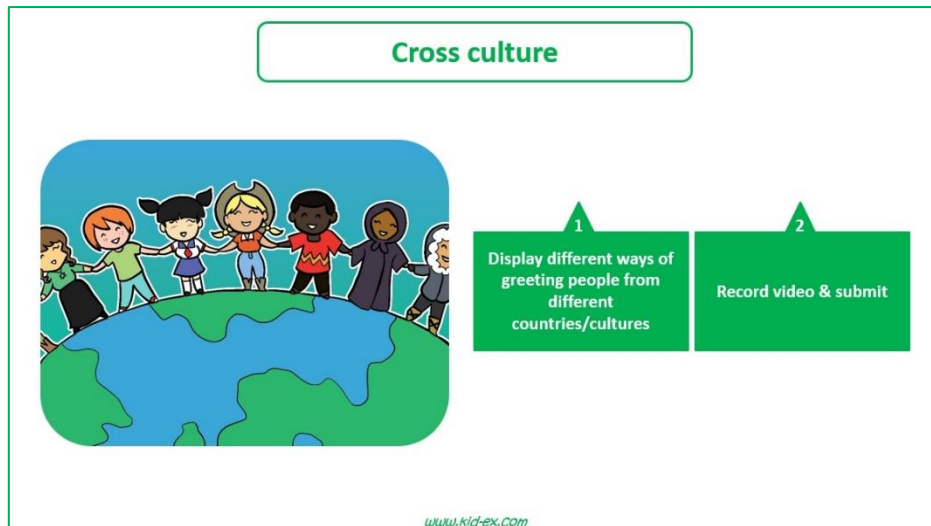 Cross culture
1
Display different ways of
greeting people from
different
countries/cultures
2
Record video & submit
www.kid-ex.com